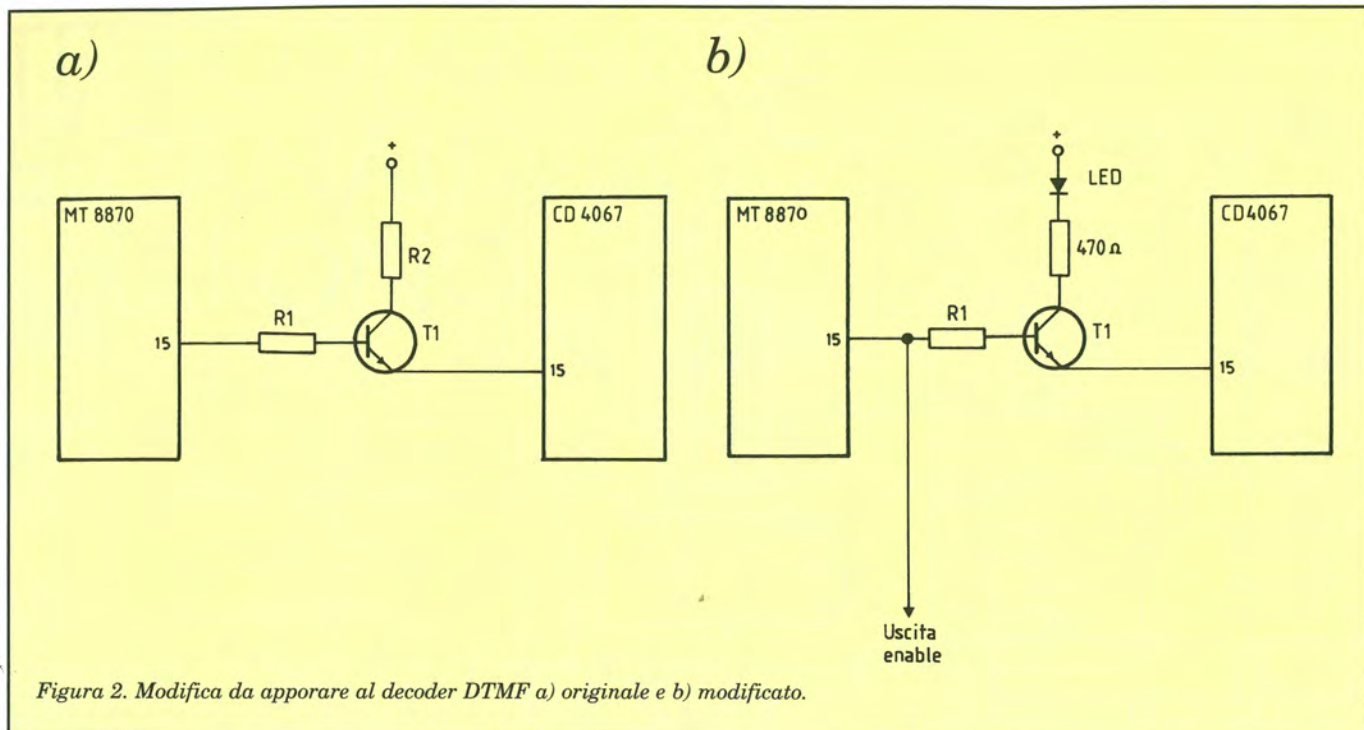 a)
b)
+
MT 8870
R2
R1
T1
15
CD 4067
15
+
LED
470 Ω
MT 8870
R1
T1
15
CD4067
15
Uscita
enable
Figura 2. Modifica da apporare al decoder DTMF a) originale e b) modificato.